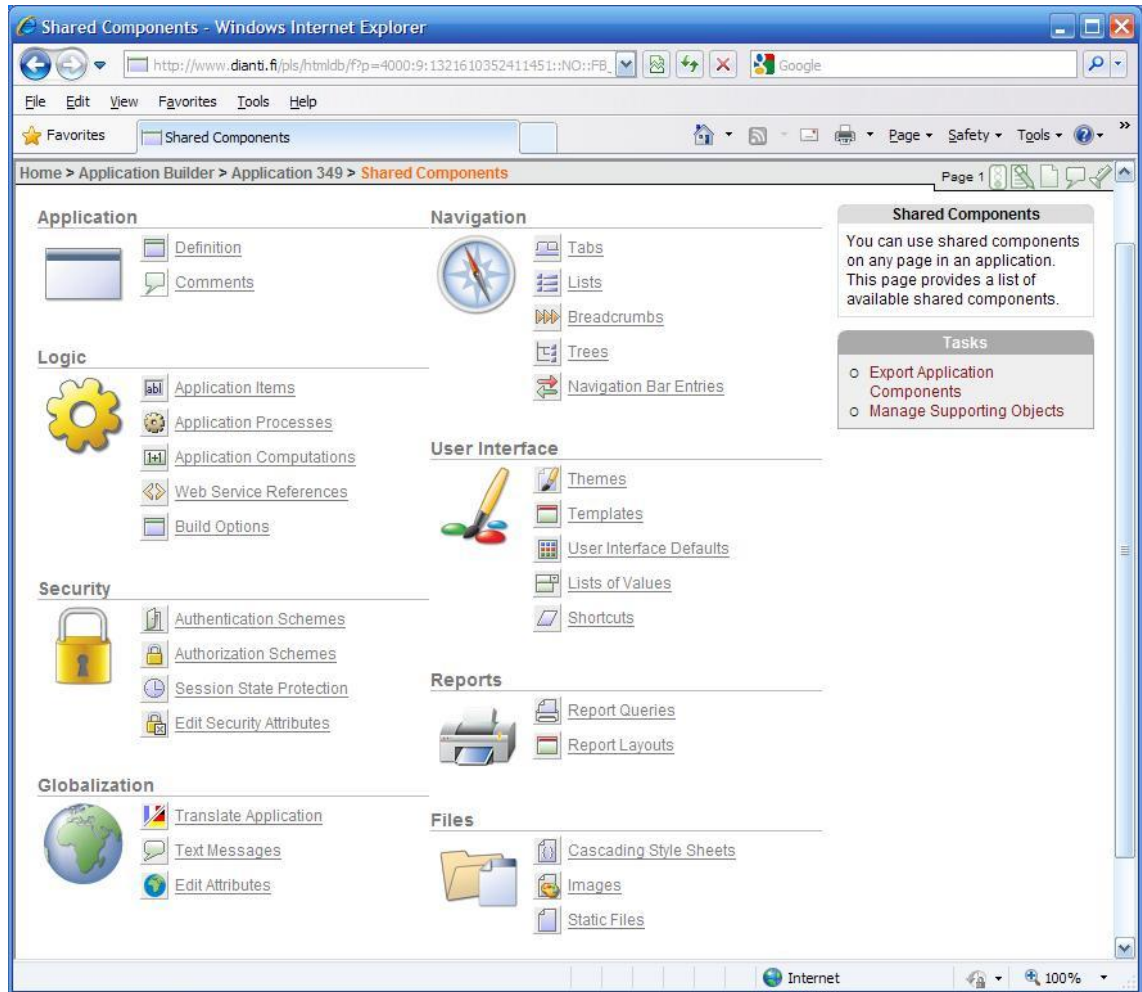 Shared Components - Windows Internet Explorer
http://www.dianti.fi/pls/htmldb/f?p=4000:9:1321610352411451::NO::FB_
Google
File Edit View Favorites Tools Help
Favorites
Shared Components
Page Safety Tools
»
Home > Application Builder > Application 349 > Shared Components
Page 1
Application
Definition
Comments
Logic
abl
Application Items
Application Processes
1+1
Application Computations
Web Service References
Build Options
Security
Authentication Schemes
Authorization Schemes
Session State Protection
Edit Security Attributes
Globalization
Translate Application
Text Messages
Edit Attributes
Navigation
Tabs
Lists
Breadcrumbs
Trees
Navigation Bar Entries
User Interface
Themes
Templates
User Interface Defaults
Lists of Values
Shortcuts
Reports
Report Queries
Report Layouts
Files
Cascading Style Sheets
Images
Static Files
Shared Components
You can use shared components
on any page in an application.
This page provides a list of
available shared components.
Tasks
Export Application
Components
Manage Supporting Objects
Internet
100%